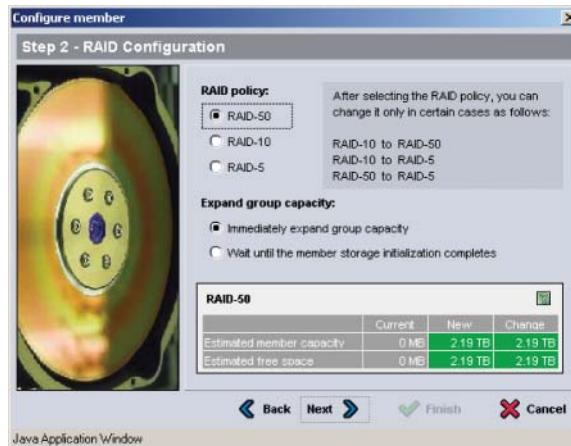 Configure member
Step 2 - RAID Configuration
RAID policy:
RAID-50
RAID-10
RAID-5
After selecting the RAID policy, you can
change it only in certain cases as follows:
RAID-10 to RAID-50
RAID-10 to RAID-5
RAID-50 to RAID-5
Expand group capacity:
Immediately expand group capacity
Wait until the member storage initialization completes
RAID-50
Current New Change
Estimated member capacity 0 MB 2.19 TB 2.19 TB
Estimated free space 0 MB 2.19 TB 2.19 TB
Back Next Finish Cancel
Java Application Window